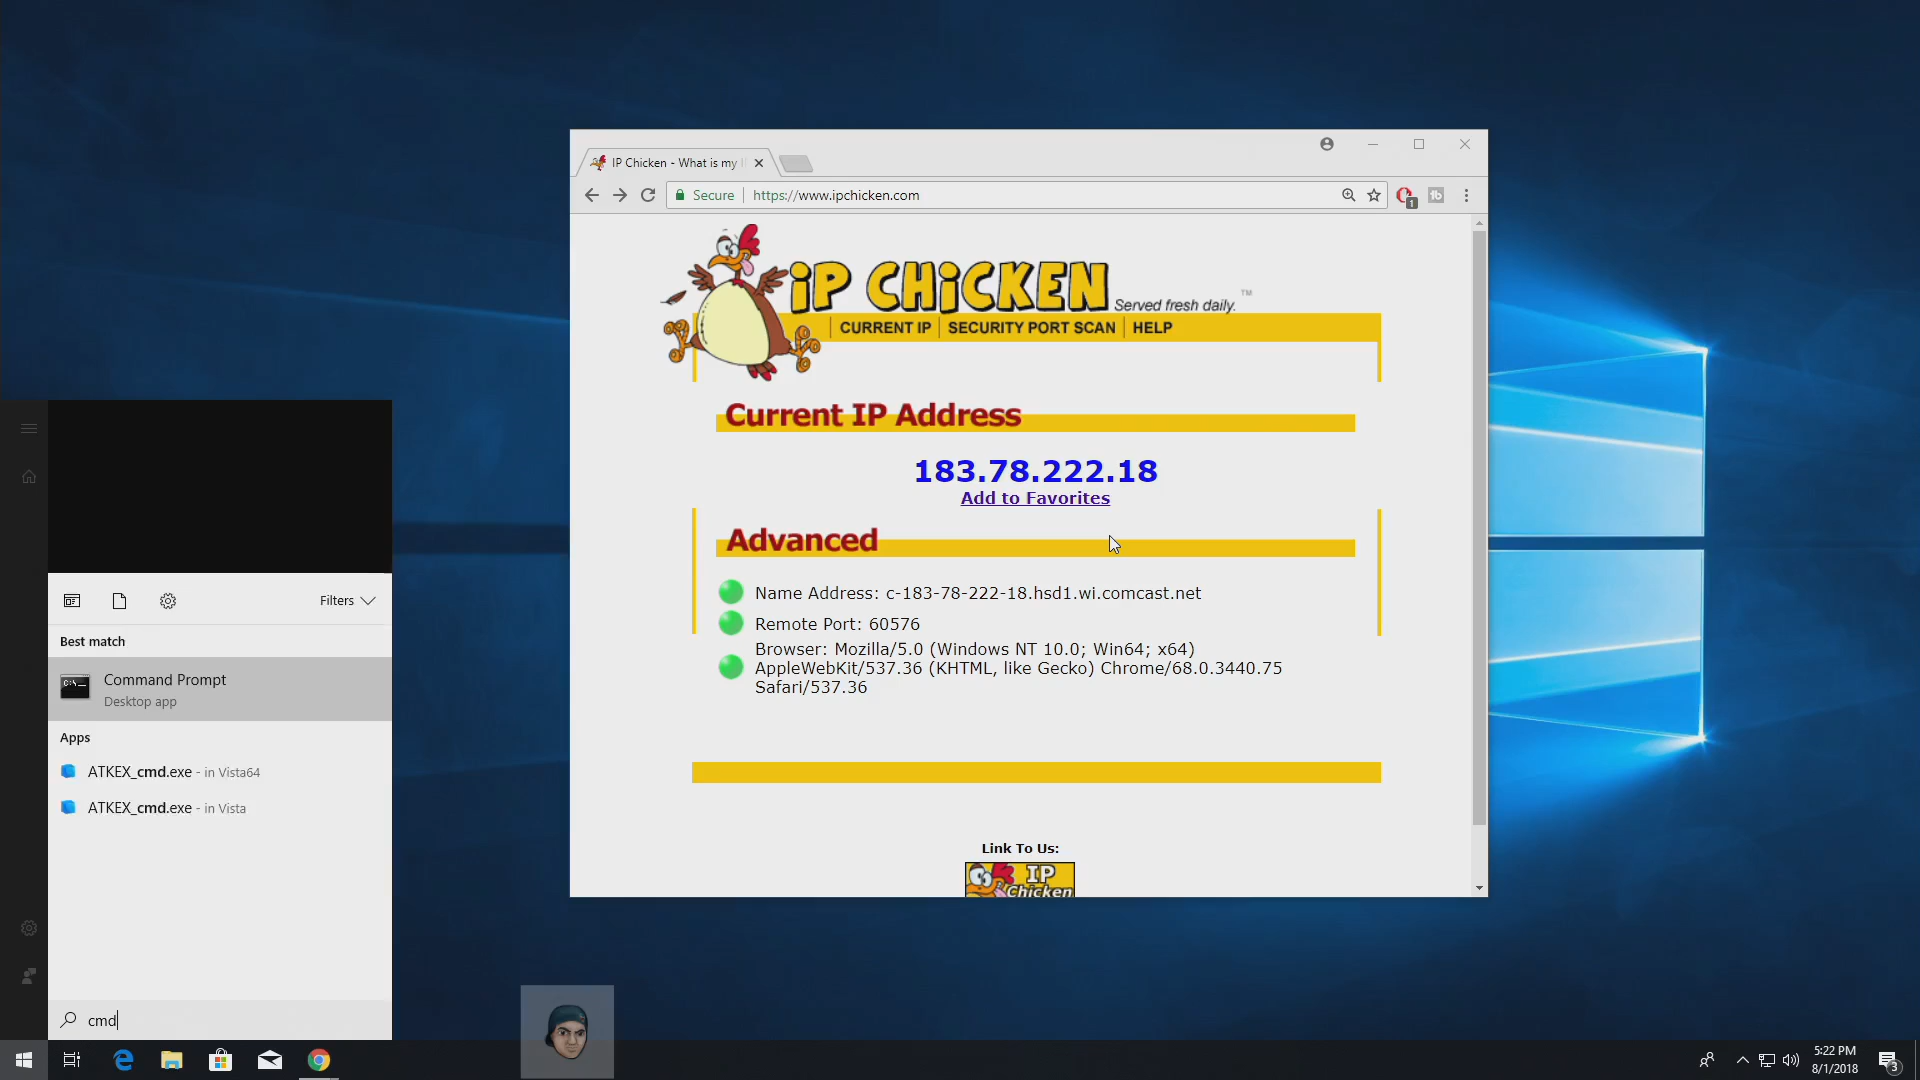 IP Chicken - What is my I
Secure
https://www.ipchicken.com
1
iP CHiCKEN
Served fresh daily. ™
CURRENT IP
SECURITY PORT SCAN
HELP
Current IP Address
183.78.222.18
Add to Favorites
Advanced
Name Address: c-183-78-222-18.hsd1.wi.comcast.net
Remote Port: 60576
Browser: Mozilla/5.0 (Windows NT 10.0; Win64; x64)
AppleWebKit/537.36 (KHTML, like Gecko) Chrome/68.0.3440.75
Safari/537.36
Link To Us:
IP
Chicken
Filters
Best match
C:\_
Command Prompt
Desktop app
Apps
ATKEX_cmd.exe - in Vista64
ATKEX_cmd.exe - in Vista
cmd
5:22 PM
8/1/2018
3